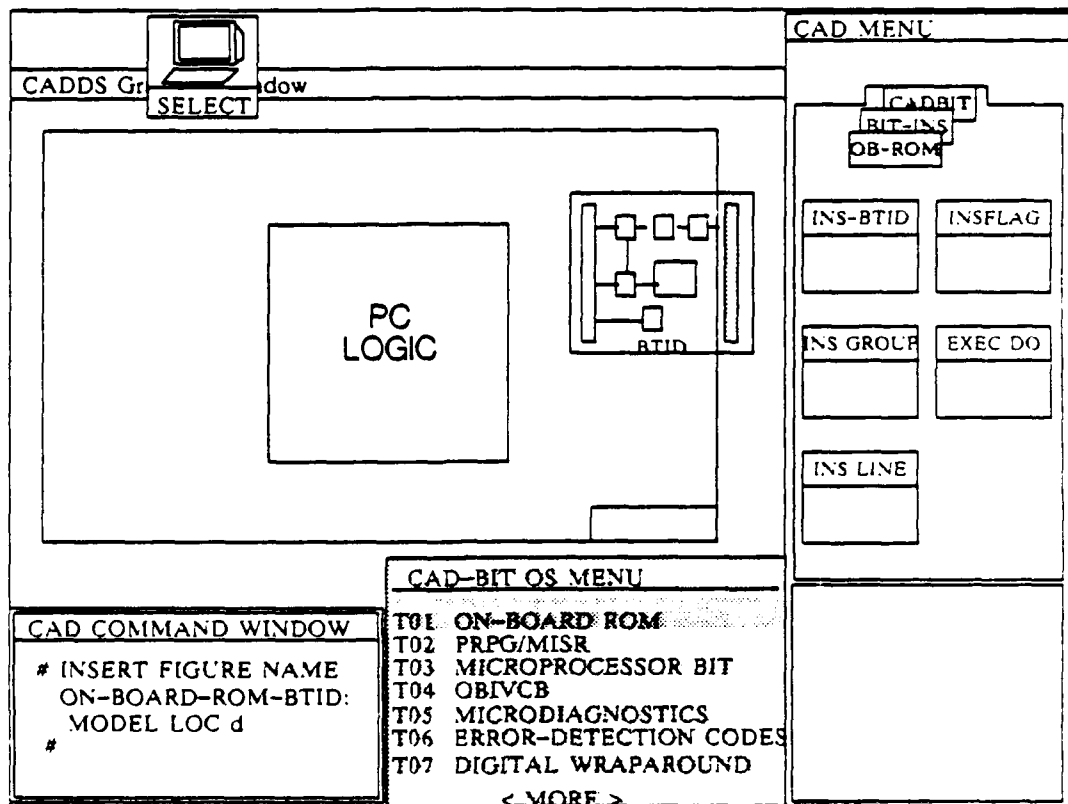 CAD MENU
CADDS Gr
dow
SELECT
CADBIT
BIT-INS
OB-ROM
INS-BTID
INSFLAG
PC
LOGIC
BTID
INS GROUP
EXEC DO
INS LINE
CAD-BIT OS MENU
T01 ON-BOARD ROM
T02 PRPG/MISR
T03 MICROPROCESSOR BIT
T04 OBIVCB
T05 MICRODIAGNOSTICS
T06 ERROR-DETECTION CODES
T07 DIGITAL WRAPAROUND
< MORE >
CAD COMMAND WINDOW
# INSERT FIGURE NAME
ON-BOARD-ROM-BTID:
MODEL LOC d
#